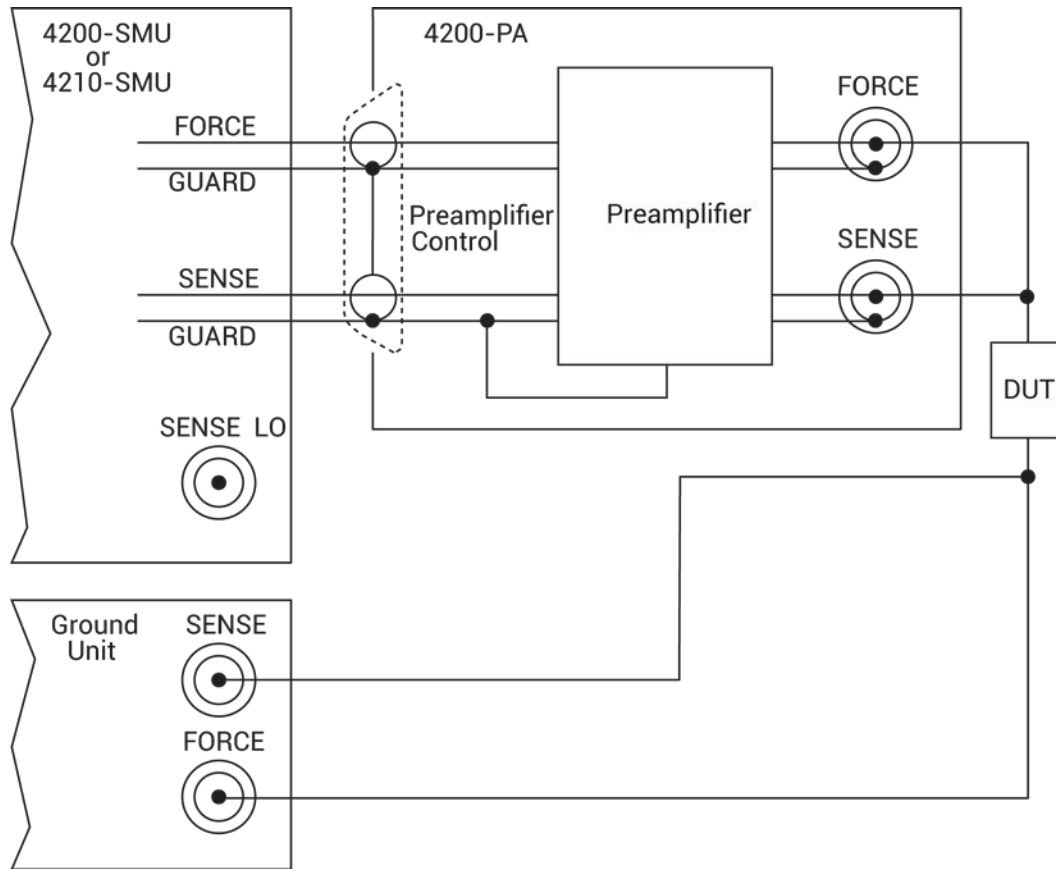 4200-SMU
or
4210-SMU
4200-PA
FORCE
GUARD
SENSE
GUARD
Preamplifier
Control
Preamplifier
FORCE
SENSE
DUT
SENSE LO
Ground
Unit
SENSE
FORCE